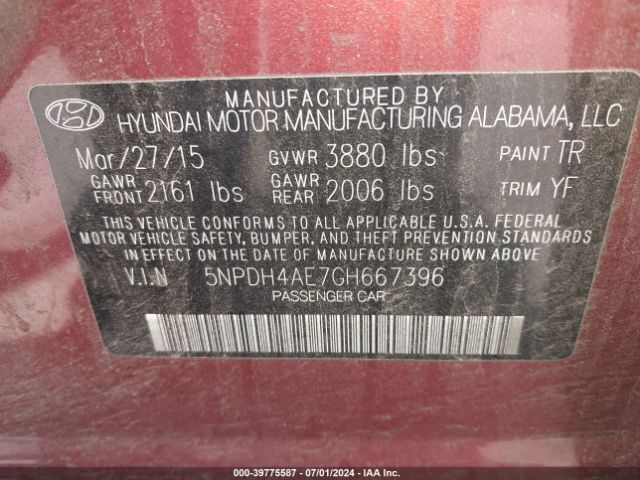 MANUFACTURED BY
HYUNDAI MOTOR MANUFACTURING ALABAMA, LLC
Mar/27/15 GVWR 3880 lbs PAINT TR
GAWR FRONT 2161 lbs GAWR REAR 2006 lbs TRIM YF
THIS VEHICLE CONFORMS TO ALL APPLICABLE U.S.A. FEDERAL
MOTOR VEHICLE SAFETY, BUMPER, AND THEFT PREVENTION STANDARDS
IN EFFECT ON THE DATE OF MANUFACTURE SHOWN ABOVE
V.I.N 5NPDH4AE7GH667396
PASSENGER CAR
000-39775587 - 07/01/2024 - IAA Inc.